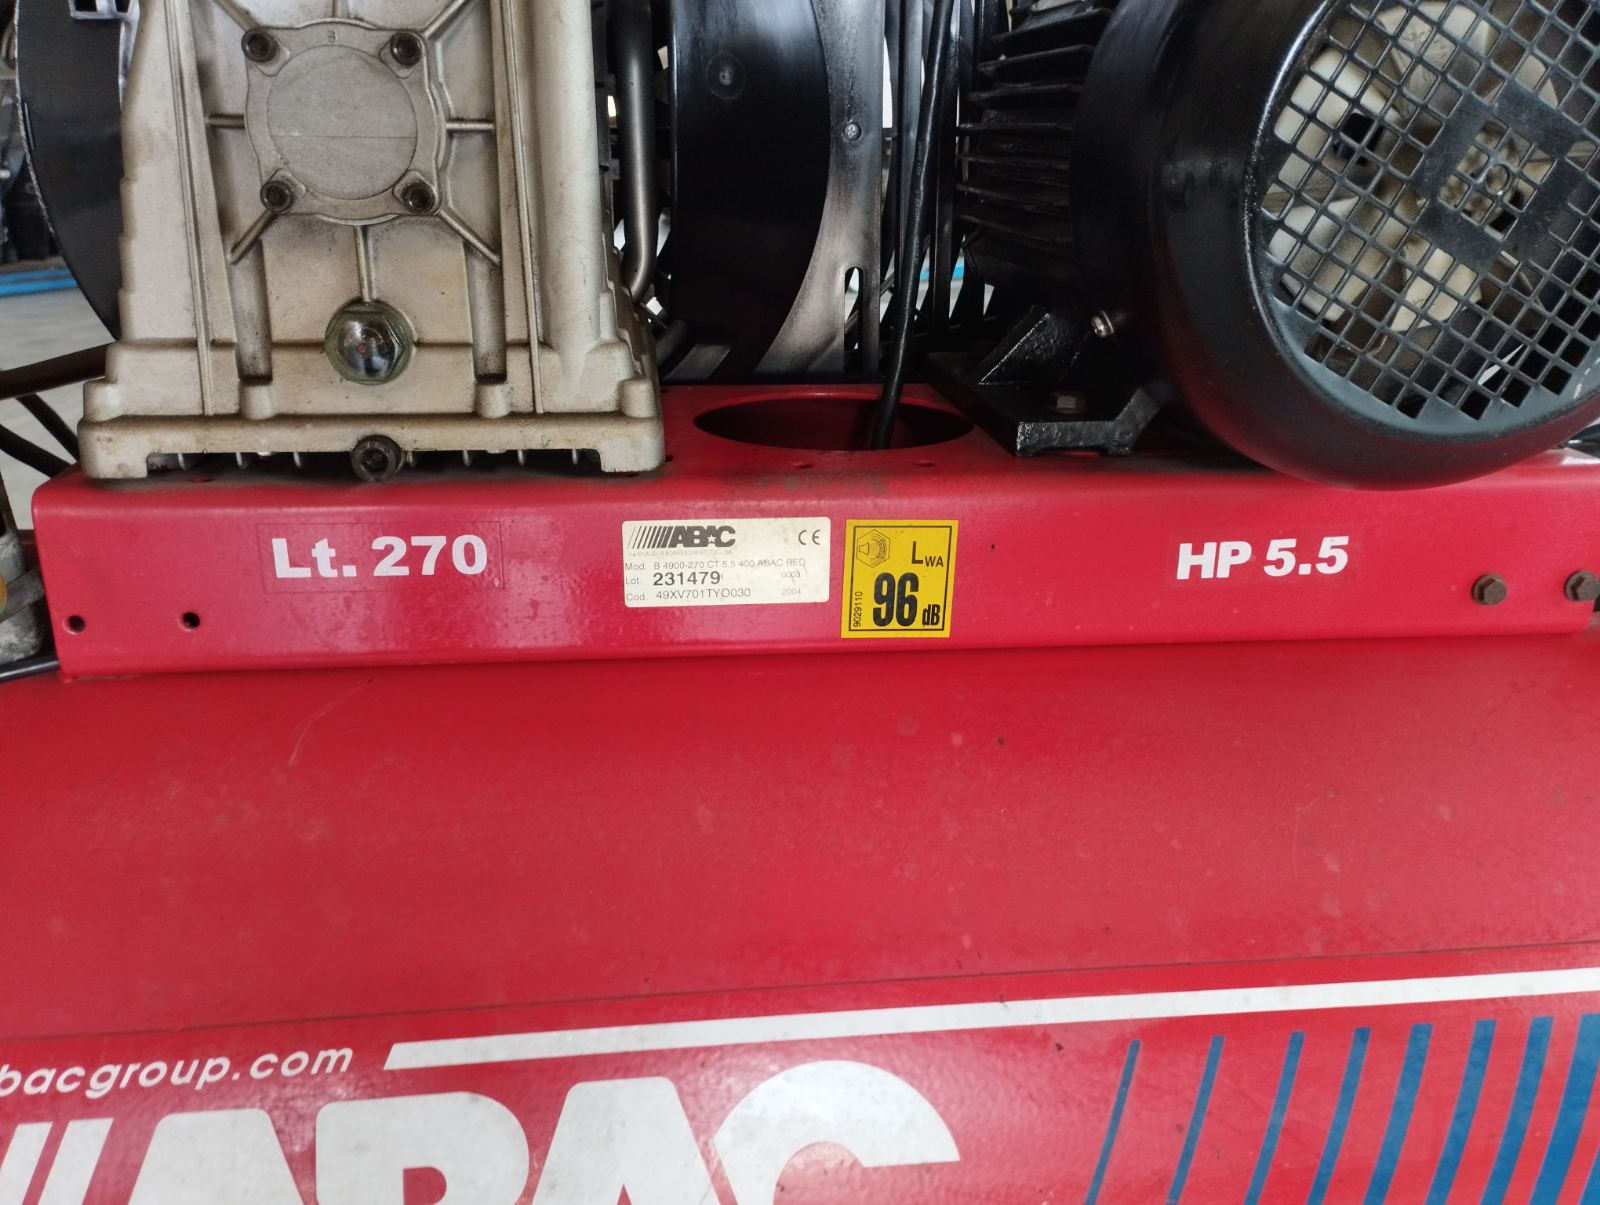 Lt. 270
ABAC
CE
Mod. B 4900-270 CT 5,5 400 ABAC RED
Lot. 231479 0003
Cod. 49XV701TYO030 2004
LWA
96 dB
9029110
HP 5.5
bacgroup.com
ABAC